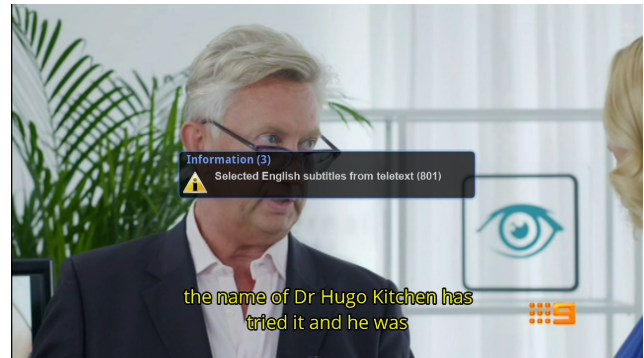 Information (3)
Selected English subtitles from teletext (801)
the name of Dr Hugo Kitchen has
tried it and he was
9